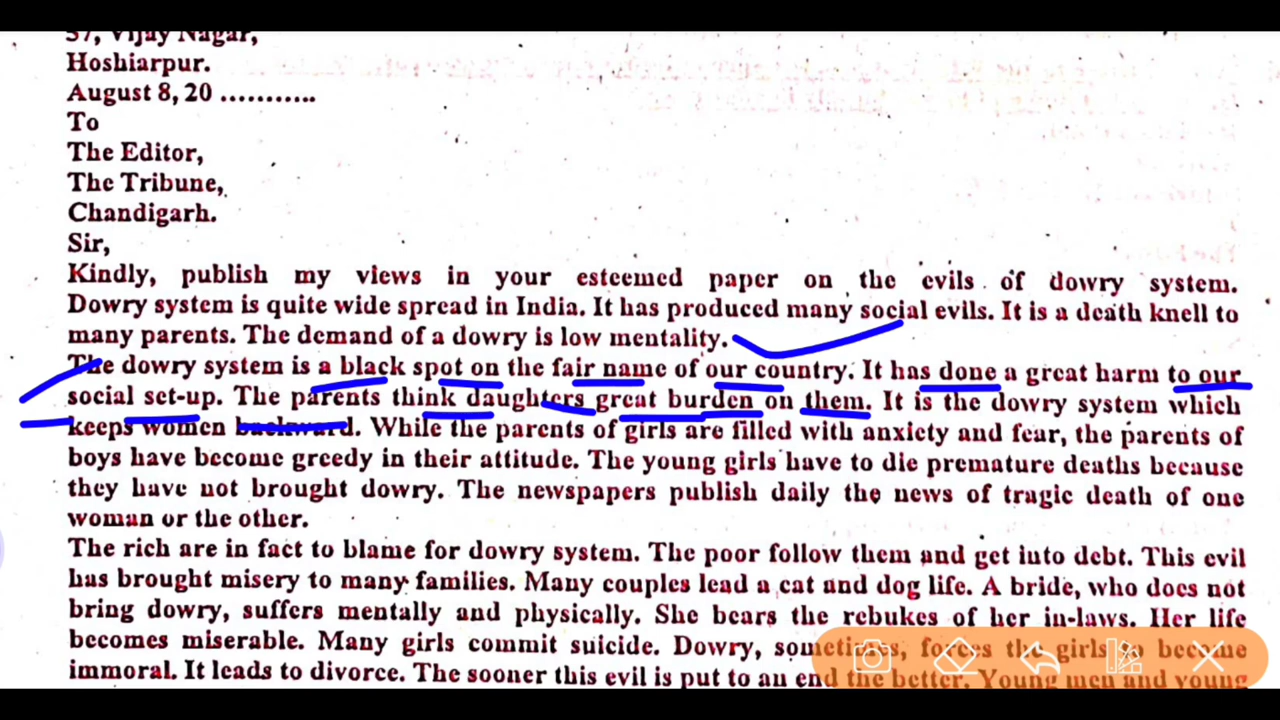 57, Vijay Nagar,
Hoshiarpur.
August 8, 20 ...........
To
The Editor,
The Tribune,
Chandigarh.
Sir,
Kindly, publish my views in your esteemed paper on the evils of dowry system.
Dowry system is quite wide spread in India. It has produced many social evils. It is a death knell to
many parents. The demand of a dowry is low mentality.
The dowry system is a black spot on the fair name of our country. It has done a great harm to our
social set-up. The parents think daughters great burden on them. It is the dowry system which
keeps women backward. While the parents of girls are filled with anxiety and fear, the parents of
boys have become greedy in their attitude. The young girls have to die premature deaths because
they have not brought dowry. The newspapers publish daily the news of tragic death of one
woman or the other.
The rich are in fact to blame for dowry system. The poor follow them and get into debt. This evil
has brought misery to many families. Many couples lead a cat and dog life. A bride, who does not
bring dowry, suffers mentally and physically. She bears the rebukes of her in-laws. Her life
becomes miserable. Many girls commit suicide. Dowry, sometimes, forces the girls to become
immoral. It leads to divorce. The sooner this evil is put to an end the better. Young men and young